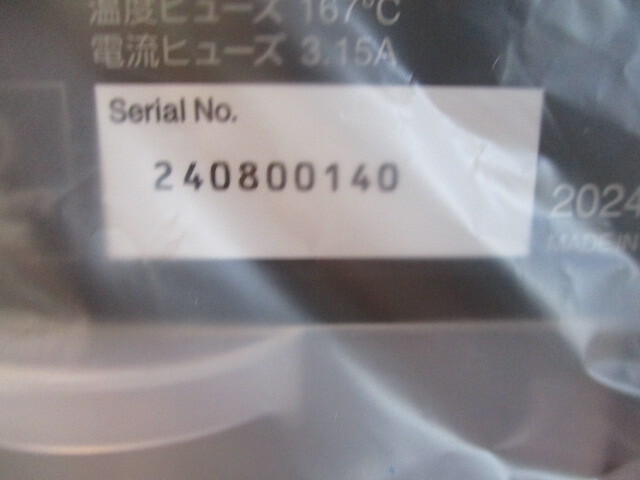 温度ヒューズ 167℃
電流ヒューズ 3.15A
Serial No.
240800140
2024
MADE IN